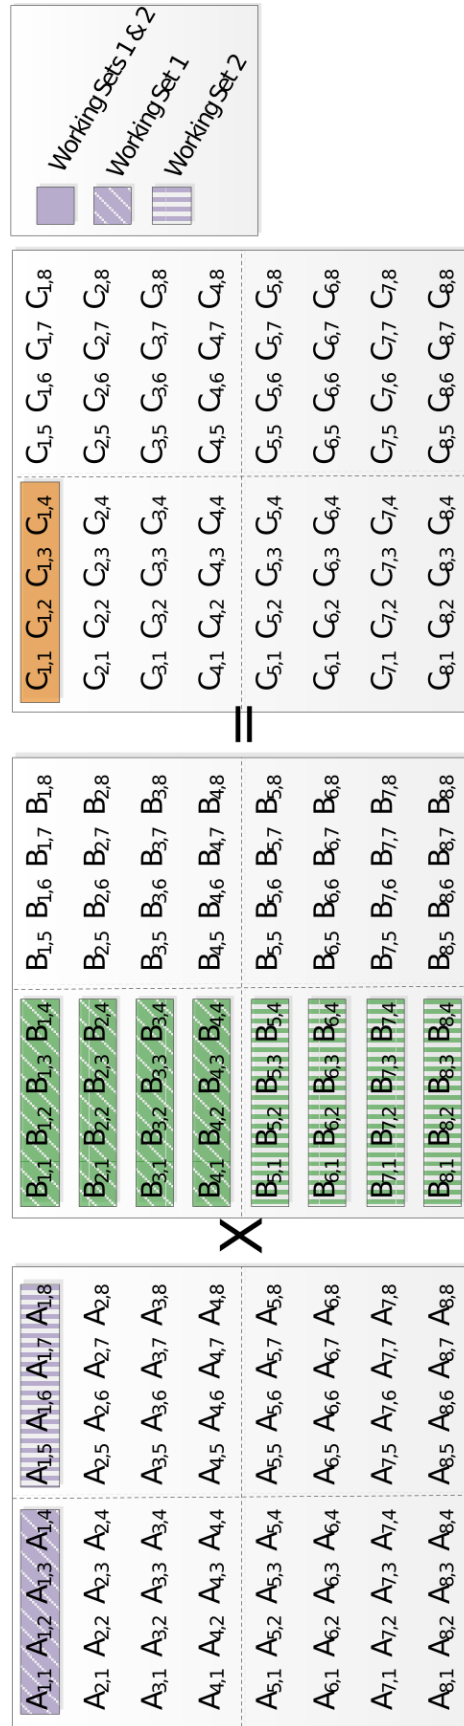 A1,1 A1,2 A1,3 A1,4 A1,5 A1,6 A1,7 A1,8
A2,1 A2,2 A2,3 A2,4 A2,5 A2,6 A2,7 A2,8
A3,1 A3,2 A3,3 A3,4 A3,5 A3,6 A3,7 A3,8
A4,1 A4,2 A4,3 A4,4 A4,5 A4,6 A4,7 A4,8
A5,1 A5,2 A5,3 A5,4 A5,5 A5,6 A5,7 A5,8
A6,1 A6,2 A6,3 A6,4 A6,5 A6,6 A6,7 A6,8
A7,1 A7,2 A7,3 A7,4 A7,5 A7,6 A7,7 A7,8
A8,1 A8,2 A8,3 A8,4 A8,5 A8,6 A8,7 A8,8
X
B1,1 B1,2 B1,3 B1,4 B1,5 B1,6 B1,7 B1,8
B2,1 B2,2 B2,3 B2,4 B2,5 B2,6 B2,7 B2,8
B3,1 B3,2 B3,3 B3,4 B3,5 B3,6 B3,7 B3,8
B4,1 B4,2 B4,3 B4,4 B4,5 B4,6 B4,7 B4,8
B5,1 B5,2 B5,3 B5,4 B5,5 B5,6 B5,7 B5,8
B6,1 B6,2 B6,3 B6,4 B6,5 B6,6 B6,7 B6,8
B7,1 B7,2 B7,3 B7,4 B7,5 B7,6 B7,7 B7,8
B8,1 B8,2 B8,3 B8,4 B8,5 B8,6 B8,7 B8,8
=
C1,1 C1,2 C1,3 C1,4 C1,5 C1,6 C1,7 C1,8
C2,1 C2,2 C2,3 C2,4 C2,5 C2,6 C2,7 C2,8
C3,1 C3,2 C3,3 C3,4 C3,5 C3,6 C3,7 C3,8
C4,1 C4,2 C4,3 C4,4 C4,5 C4,6 C4,7 C4,8
C5,1 C5,2 C5,3 C5,4 C5,5 C5,6 C5,7 C5,8
C6,1 C6,2 C6,3 C6,4 C6,5 C6,6 C6,7 C6,8
C7,1 C7,2 C7,3 C7,4 C7,5 C7,6 C7,7 C7,8
C8,1 C8,2 C8,3 C8,4 C8,5 C8,6 C8,7 C8,8
Working Sets 1 & 2
Working Set 1
Working Set 2